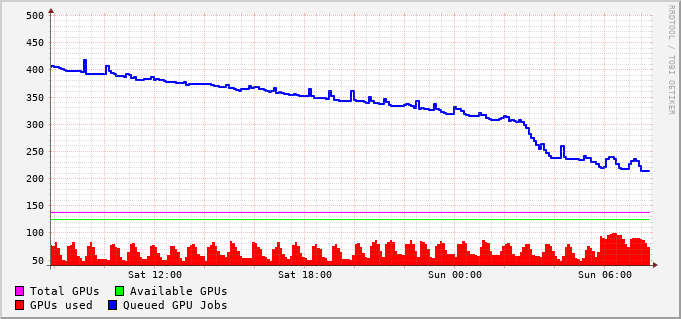 500
450
400
350
300
250
200
150
100
50
Sat 12:00 Sat 18:00 Sun 00:00 Sun 06:00
Total GPUs Available GPUs
GPUs used Queued GPU Jobs
RRDTOOL / TOBI OETIKER